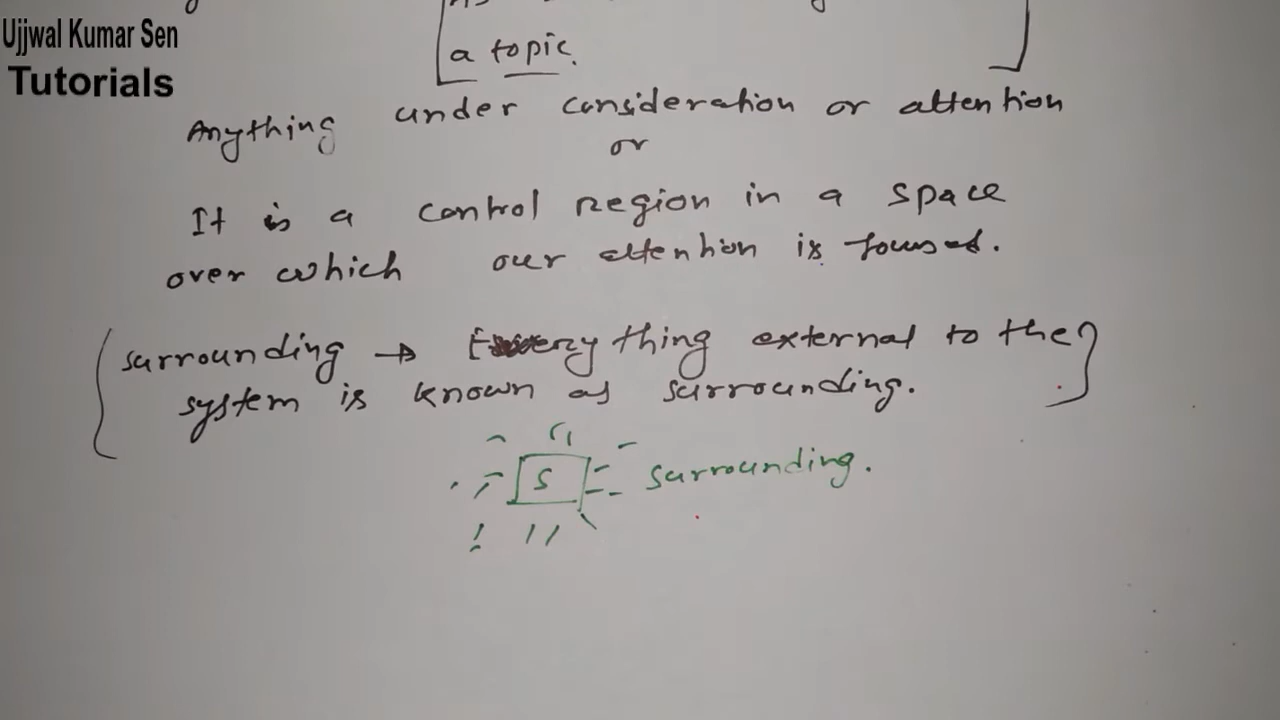 Ujjwal Kumar Sen
Tutorials
a topic.
Anything under consideration or attention
or
It is a control region in a space
over which our attention is focused.
surrounding → Everything external to the
system is known as surrounding.
S surrounding.